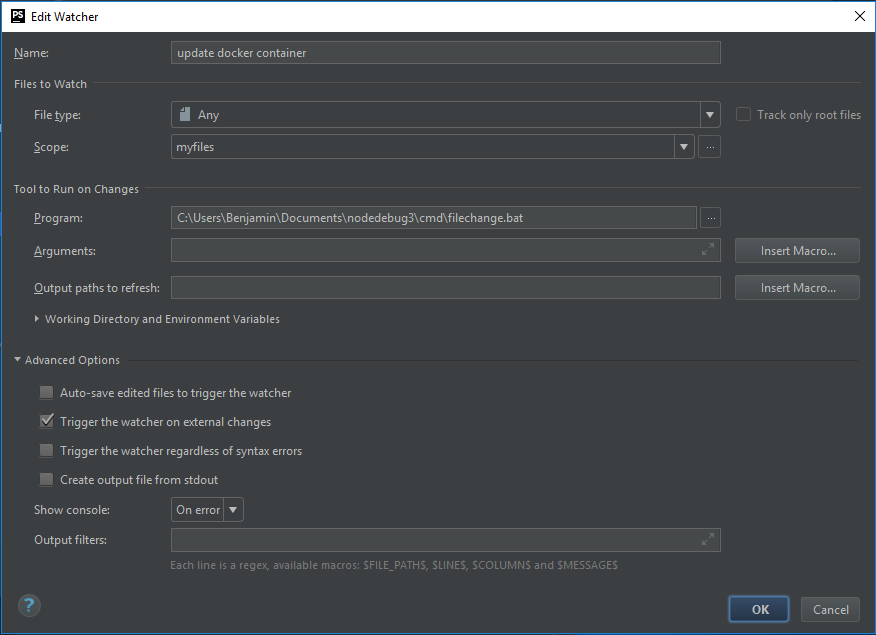 PS Edit Watcher
Name: update docker container
Files to Watch
File type: Any Track only root files
Scope: myfiles ...
Tool to Run on Changes
Program: C:\Users\Benjamin\Documents\nodedebug3\cmd\filechange.bat ...
Arguments: Insert Macro...
Output paths to refresh: Insert Macro...
Working Directory and Environment Variables
Advanced Options
Auto-save edited files to trigger the watcher
Trigger the watcher on external changes
Trigger the watcher regardless of syntax errors
Create output file from stdout
Show console: On error
Output filters:
Each line is a regex, available macros: $FILE_PATH$, $LINE$, $COLUMN$ and $MESSAGE$
? OK Cancel